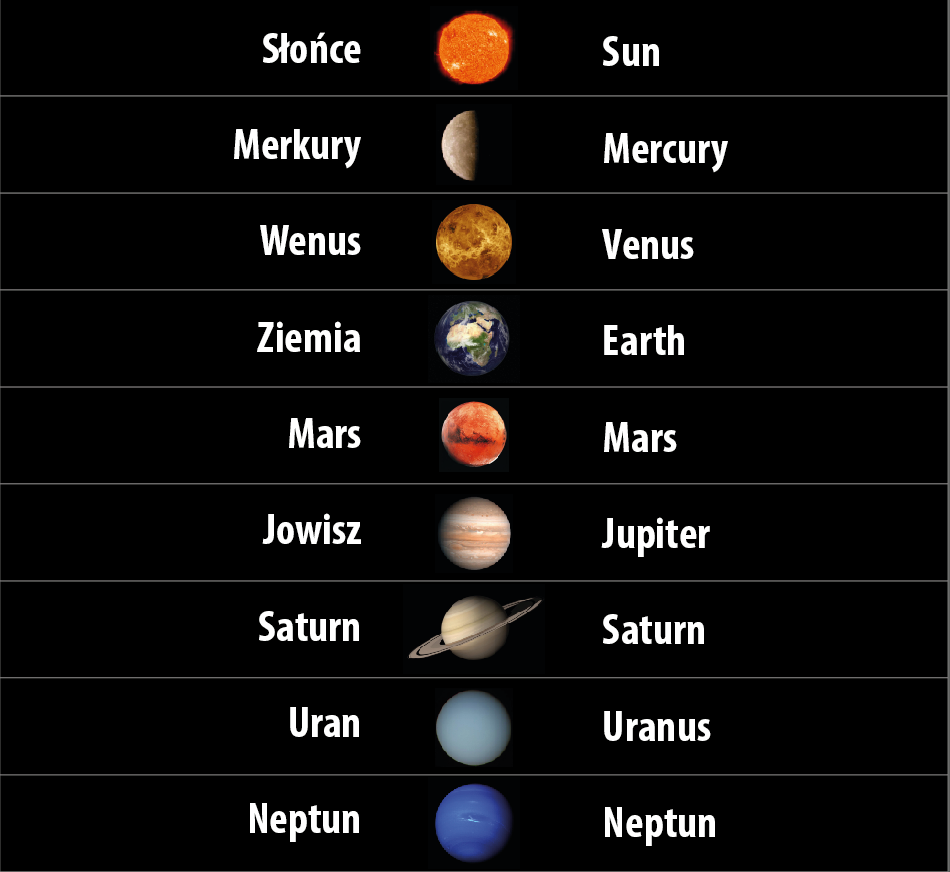 Słońce Sun
Merkury Mercury
Wenus Venus
Ziemia Earth
Mars Mars
Jowisz Jupiter
Saturn Saturn
Uran Uranus
Neptun Neptun